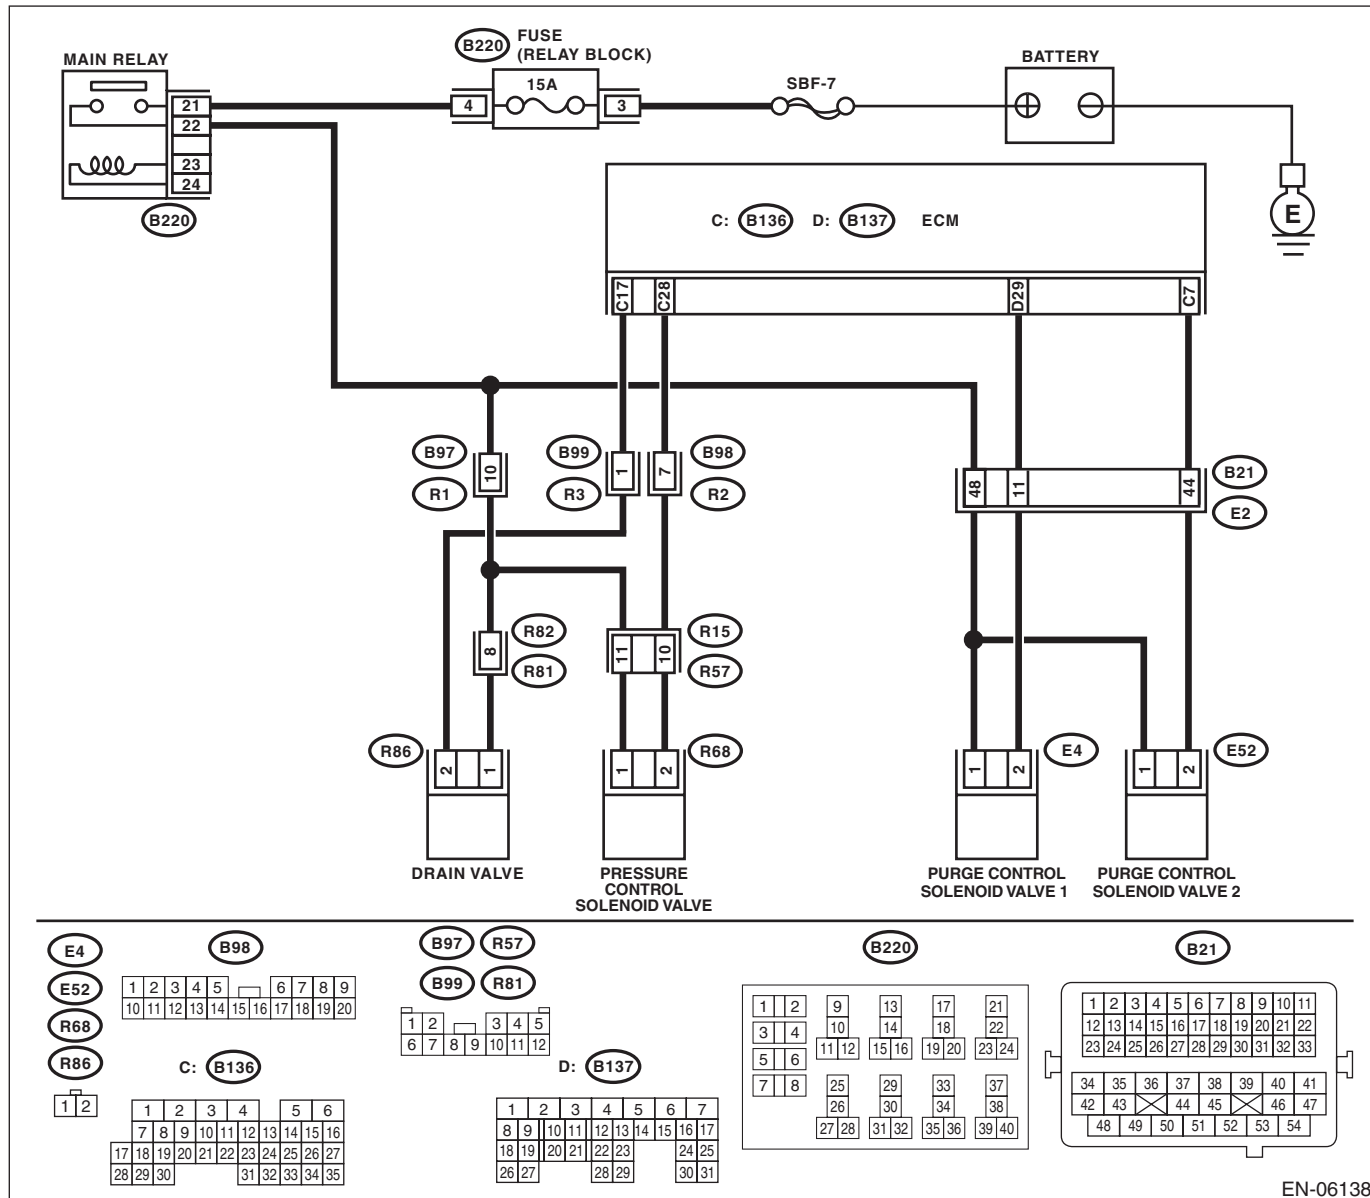 B220 FUSE
(RELAY BLOCK)
MAIN RELAY
15A
SBF-7
BATTERY
21 4 3
22
23
24
B220
E
C: B136 D: B137 ECM
C17 C28 D29 C7
B97 10 B99 1 7 B98
R1 R3 R2
48 11 44 B21
E2
R82 R15
8 11 10
R81 R57
R86 2 1 1 2 R68 1 2 E4 1 2 E52
DRAIN VALVE
PRESSURE
CONTROL
SOLENOID VALVE
PURGE CONTROL
SOLENOID VALVE 1
PURGE CONTROL
SOLENOID VALVE 2
E4
E52
R68
R86
1 2
B98
1 2 3 4 5 6 7 8 9
10 11 12 13 14 15 16 17 18 19 20
C: B136
1 2 3 4 5 6
7 8 9 10 11 12 13 14 15 16
17 18 19 20 21 22 23 24 25 26 27
28 29 30 31 32 33 34 35
B97 R57
B99 R81
1 2 3 4 5
6 7 8 9 10 11 12
D: B137
1 2 3 4 5 6 7
8 9 10 11 12 13 14 15 16 17
18 19 20 21 22 23 24 25
26 27 28 29 30 31
B220
1 2 9 13 17 21
3 4 10 14 18 22
11 12 15 16 19 20 23 24
5 6
7 8 25 29 33 37
26 30 34 38
27 28 31 32 35 36 39 40
B21
1 2 3 4 5 6 7 8 9 10 11
12 13 14 15 16 17 18 19 20 21 22
23 24 25 26 27 28 29 30 31 32 33
34 35 36 37 38 39 40 41
42 43 44 45 46 47
48 49 50 51 52 53 54
EN-06138